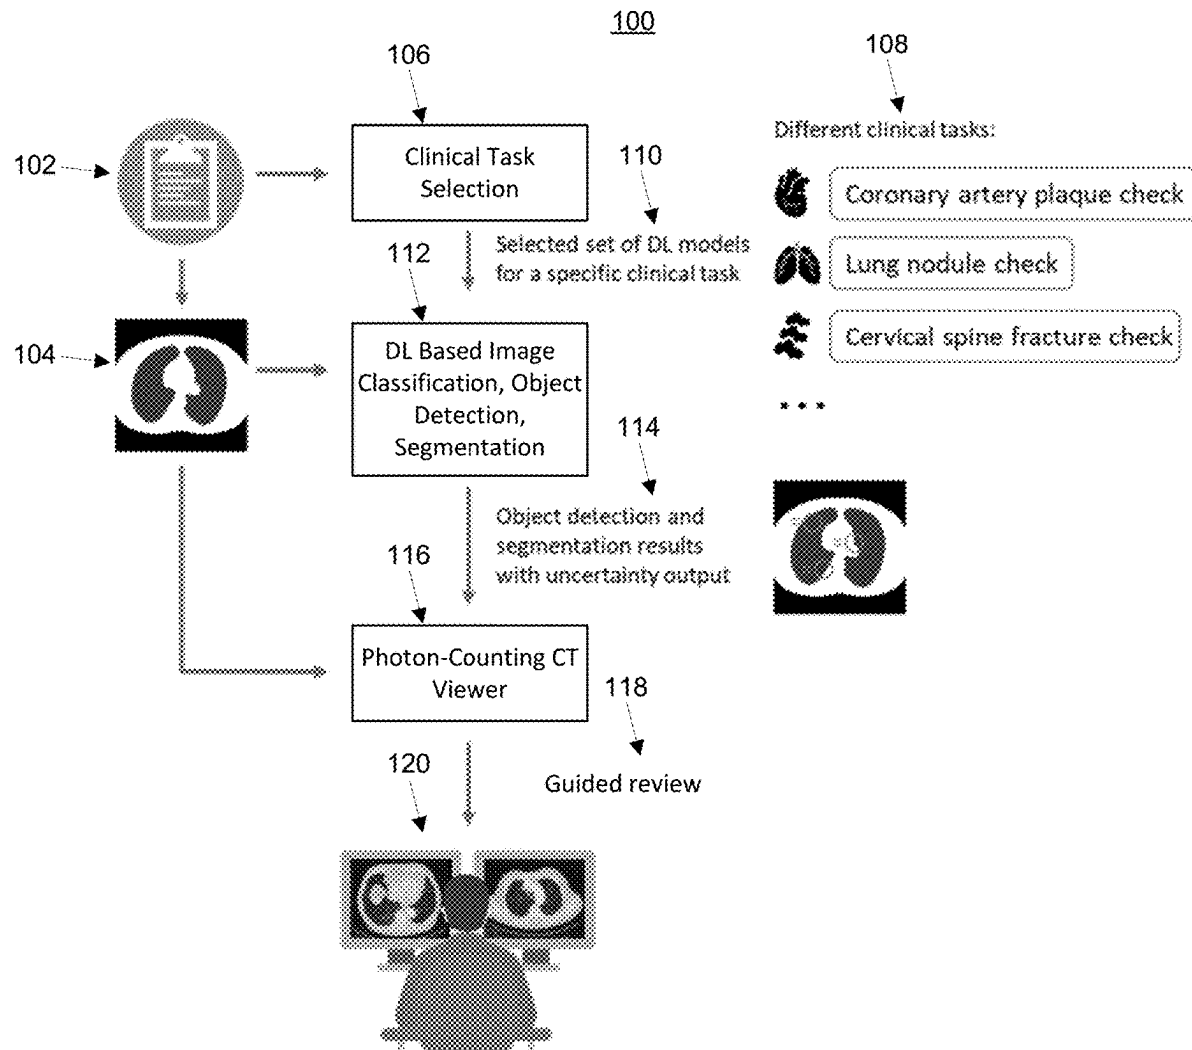 100
106
108
Different clinical tasks:
102
Clinical Task
Selection
110
Coronary artery plaque check
Selected set of DL models
for a specific clinical task
112
Lung nodule check
104
DL Based Image
Classification, Object
Detection,
Segmentation
Cervical spine fracture check
114
Object detection and
segmentation results
with uncertainty output
116
Photon-Counting CT
Viewer
118
Guided review
120